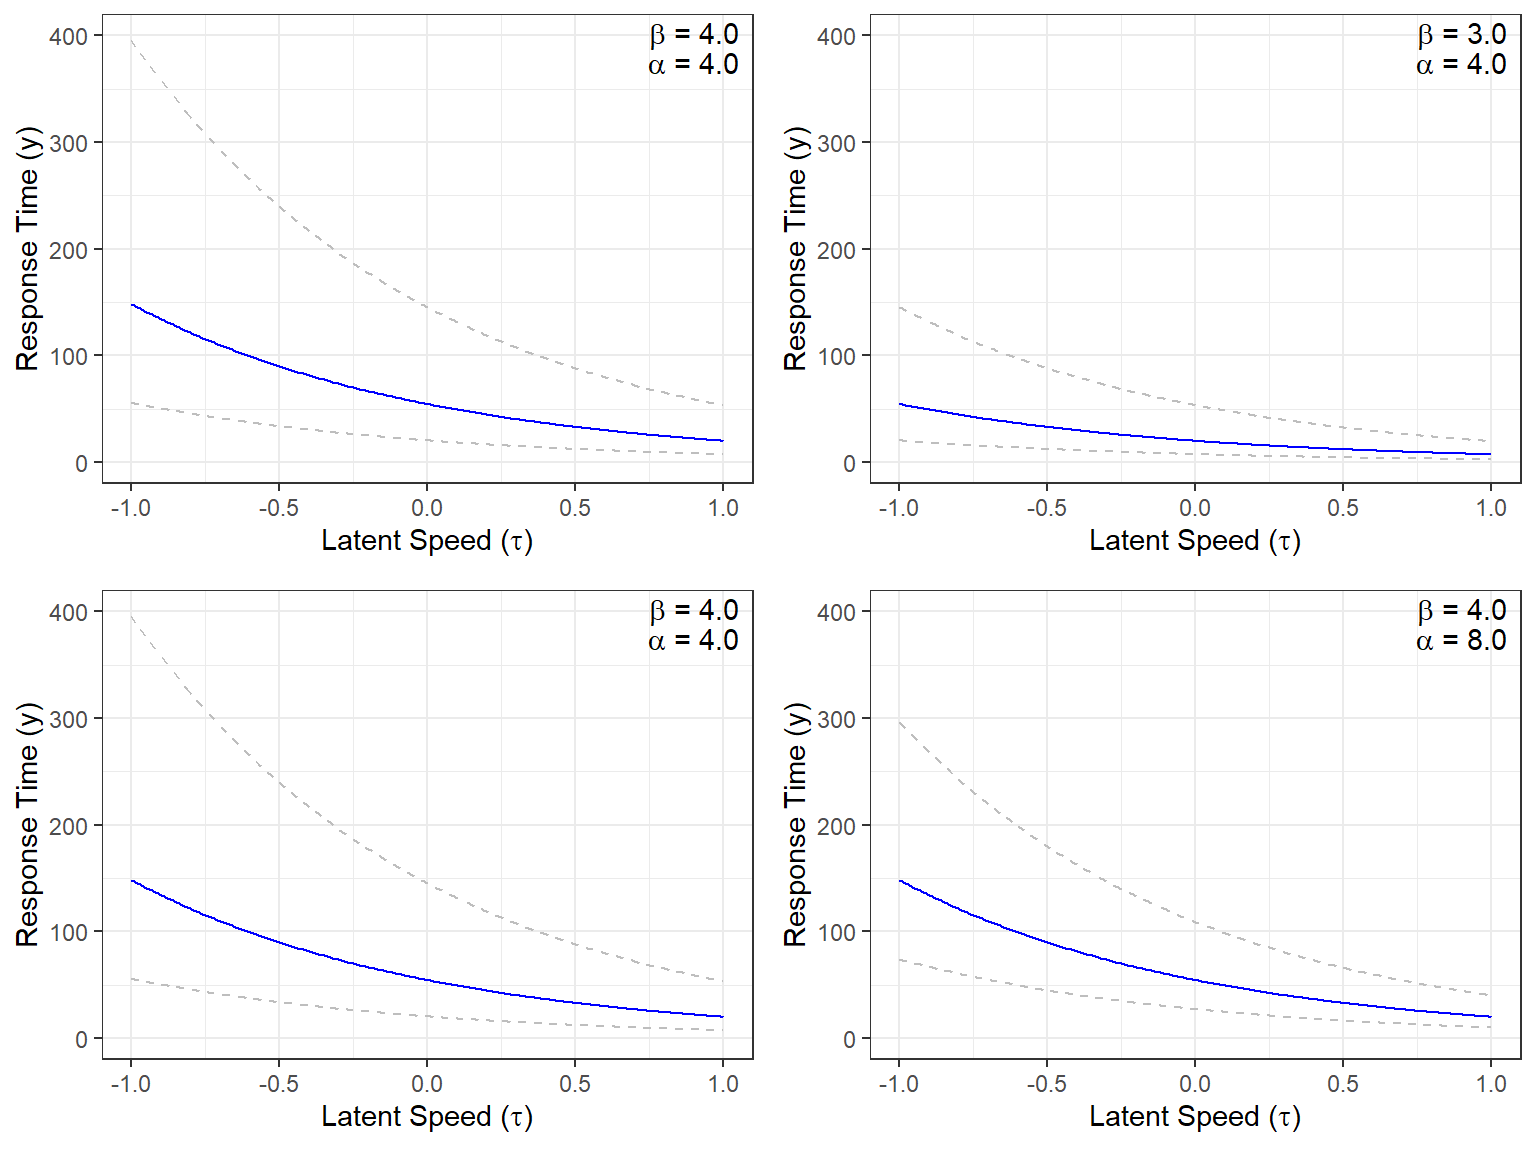 β = 4.0
α = 4.0
400
300
200
100
0
Response Time (y)
-1.0 -0.5 0.0 0.5 1.0
Latent Speed (τ)
β = 3.0
α = 4.0
400
300
200
100
0
Response Time (y)
-1.0 -0.5 0.0 0.5 1.0
Latent Speed (τ)
β = 4.0
α = 4.0
400
300
200
100
0
Response Time (y)
-1.0 -0.5 0.0 0.5 1.0
Latent Speed (τ)
β = 4.0
α = 8.0
400
300
200
100
0
Response Time (y)
-1.0 -0.5 0.0 0.5 1.0
Latent Speed (τ)